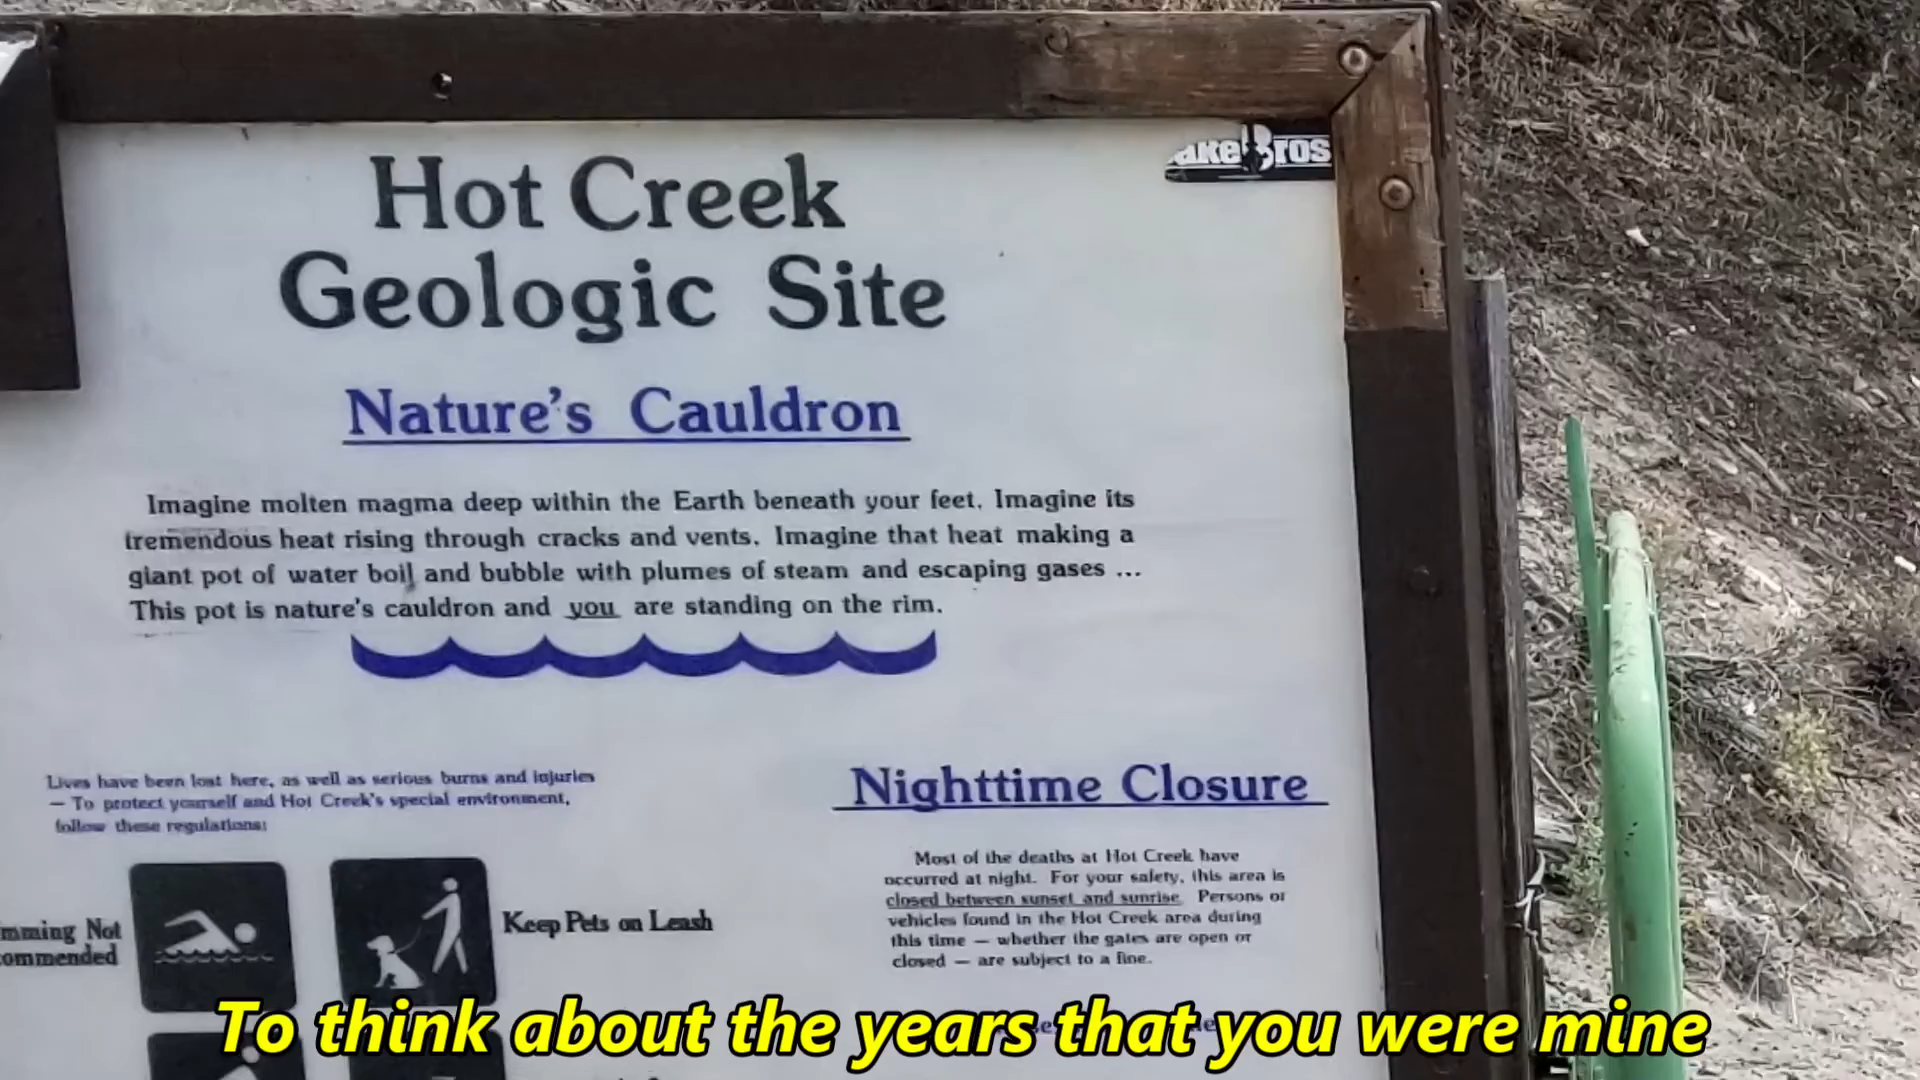 Bros
Hot Creek
Geologic Site
Nature's Cauldron
Imagine molten magma deep within the Earth beneath your feet. Imagine its
tremendous heat rising through cracks and vents. Imagine that heat making a
giant pot of water boil and bubble with plumes of steam and escaping gases ...
This pot is nature's cauldron and you are standing on the rim.
Lives have been lost here, as well as serious burns and injuries
— To protect yourself and Hot Creek's special environment,
follow these regulations:
Not
Keep Pets on Leash
Nighttime Closure
Most of the deaths at Hot Creek have
occurred at night. For your safety, this area is
closed between sunset and sunrise. Persons or
vehicles found in the Hot Creek area during
this time — whether the gates are open or
closed — are subject to a fine.
To think about the years that you were mine